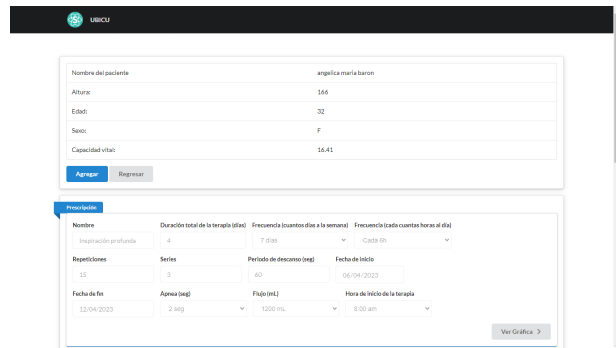 UBICU
Nombre del paciente angelica maria baron
Altura: 166
Edad: 32
Sexo: F
Capacidad vital: 16.41
Agregar Regresar
Prescripción
Nombre Duración total de la terapia (días) Frecuencia (cuantos días a la semana) Frecuencia (cada cuantas horas al día)
Inspiración profunda 4 7 días Cada 6h
Repeticiones Series Periodo de descanso (seg) Fecha de inicio
15 3 60 06/04/2023
Fecha de fin Apnea (seg) Flujo (mL) Hora de inicio de la terapia
12/04/2023 2 seg 1200 mL 8:00 am
Ver Gráfica